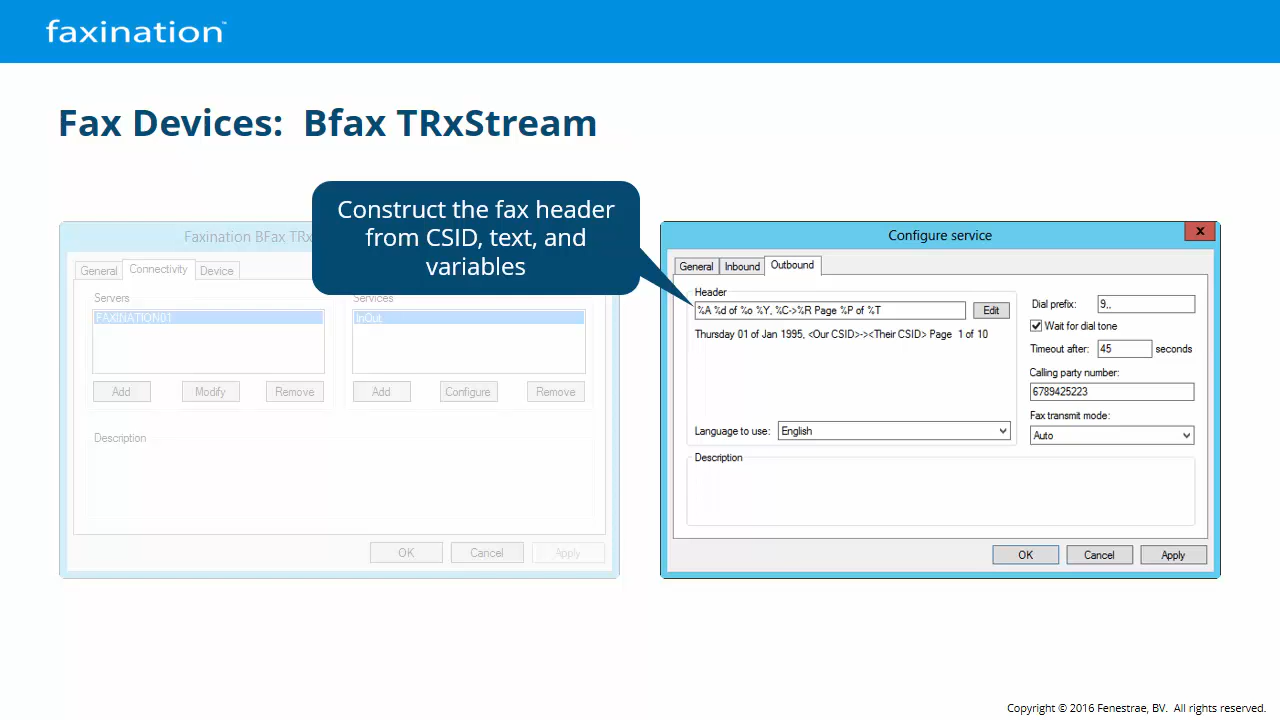 faxination™
Fax Devices: Bfax TRxStream
Construct the fax header
from CSID, text, and
variables
Faxination BFax TRx
General Connectivity Device
Servers
FAXINATION01
Services
InOut
Add Modify Remove
Add Configure Remove
Description
OK Cancel Apply
Configure service
x
General Inbound Outbound
Header
%A %d of %o %Y, %C->%R Page %P of %T
Edit
Thursday 01 of Jan 1995, <Our CSID>-><Their CSID> Page 1 of 10
Language to use: English
Dial prefix: 9,,
Wait for dial tone
Timeout after: 45 seconds
Calling party number:
6789425223
Fax transmit mode:
Auto
Description
OK Cancel Apply
Copyright © 2016 Fenestrae, BV. All rights reserved.